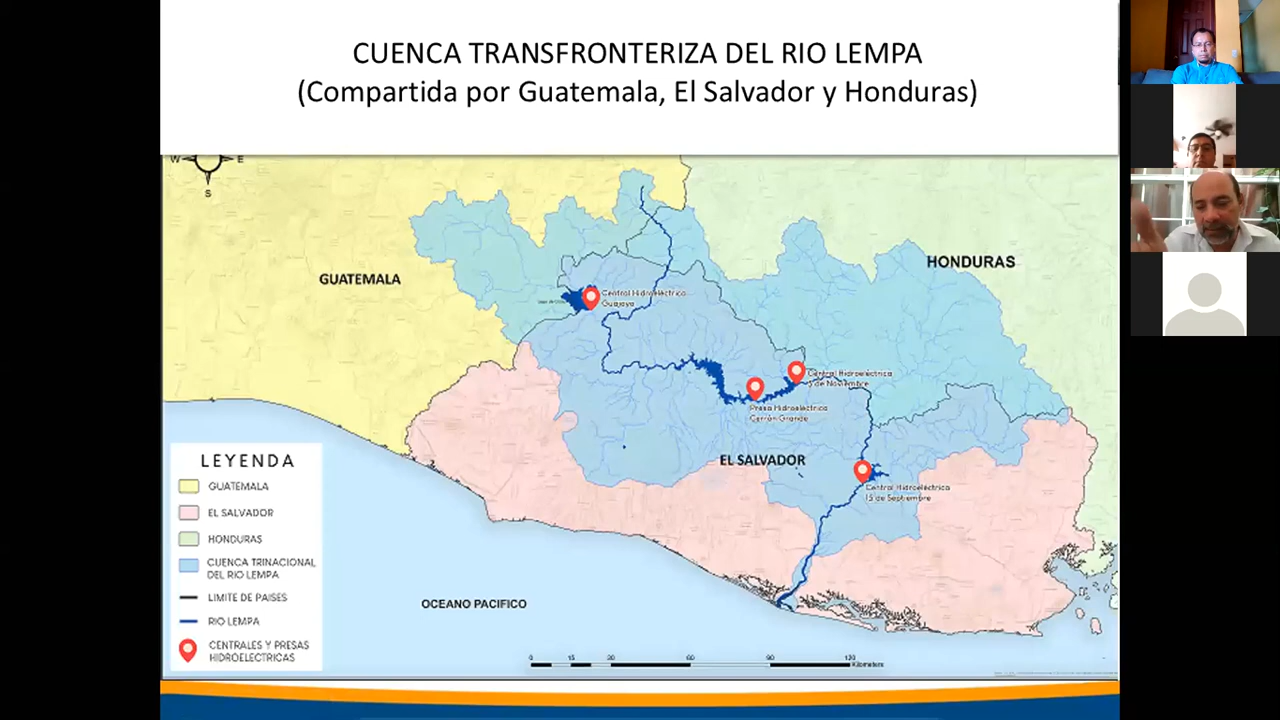 CUENCA TRANSFRONTERIZA DEL RIO LEMPA
(Compartida por Guatemala, El Salvador y Honduras)
W E
S
GUATEMALA
HONDURAS
Central Hidroeléctrica
Guajoyo
Central Hidroeléctrica
5 de Noviembre
Presa Hidroeléctrica
Cerrón Grande
EL SALVADOR
Central Hidroeléctrica
15 de Septiembre
LEYENDA
GUATEMALA
EL SALVADOR
HONDURAS
CUENCA TRINACIONAL
DEL RIO LEMPA
LIMITE DE PAISES
RIO LEMPA
CENTRALES Y PRESAS
HIDROELECTRICAS
OCEANO PACIFICO
0 15 30 60 90 120
Kilometers